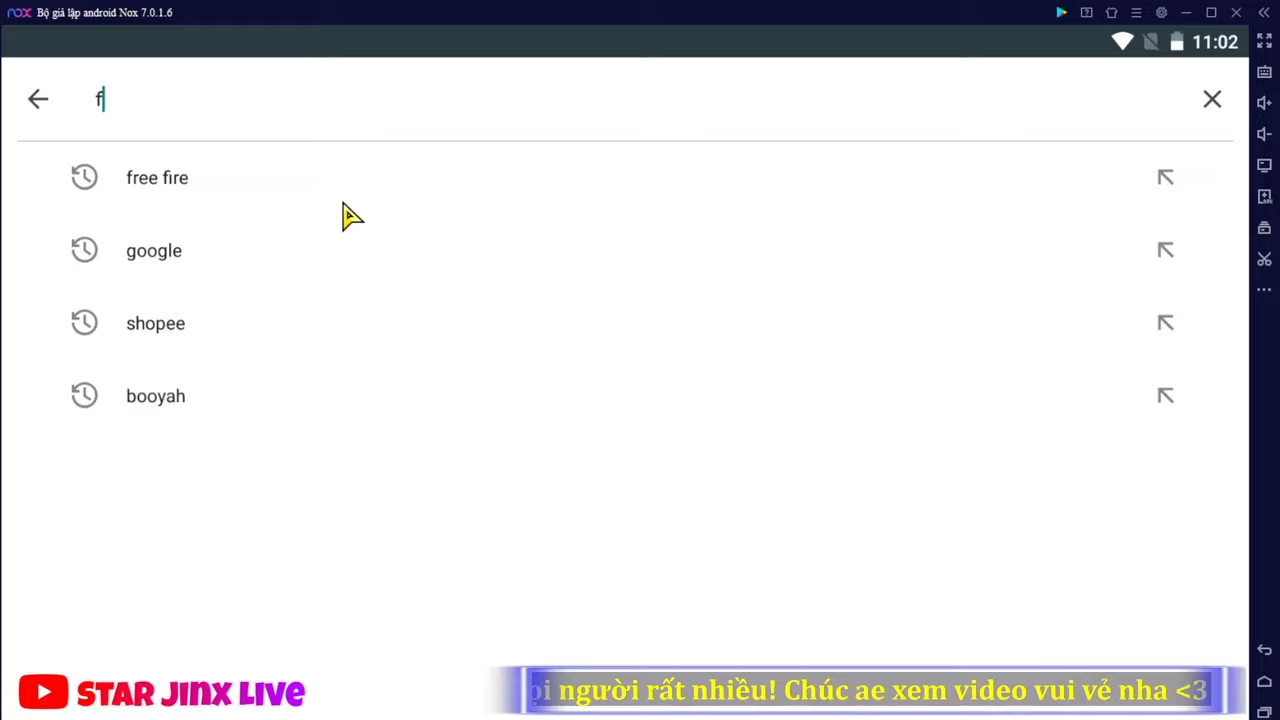 nox Bộ giả lập android Nox 7.0.1.6
11:02
f
free fire
google
shopee
booyah
STAR JINX LIVE
người rất nhiều! Chúc ae xem video vui vẻ nha <3